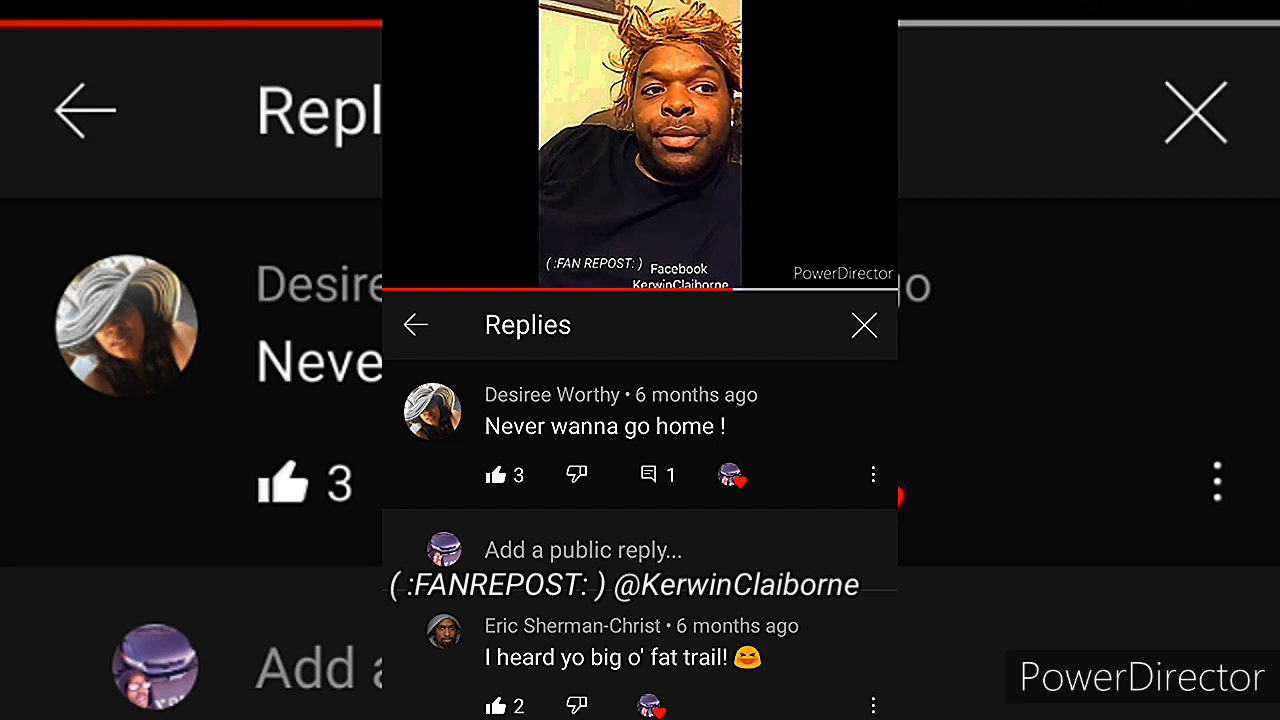 ( :FAN REPOST: )
Facebook
KerwinClaiborne
PowerDirector
Repl
Replies
Desire
go
Desiree Worthy • 6 months ago
Neve
Never wanna go home !
3
3
1
Add a public reply...
( :FANREPOST: ) @KerwinClaiborne
Eric Sherman-Christ • 6 months ago
I heard yo big o' fat trail! 😆
Add a
PowerDirector
2